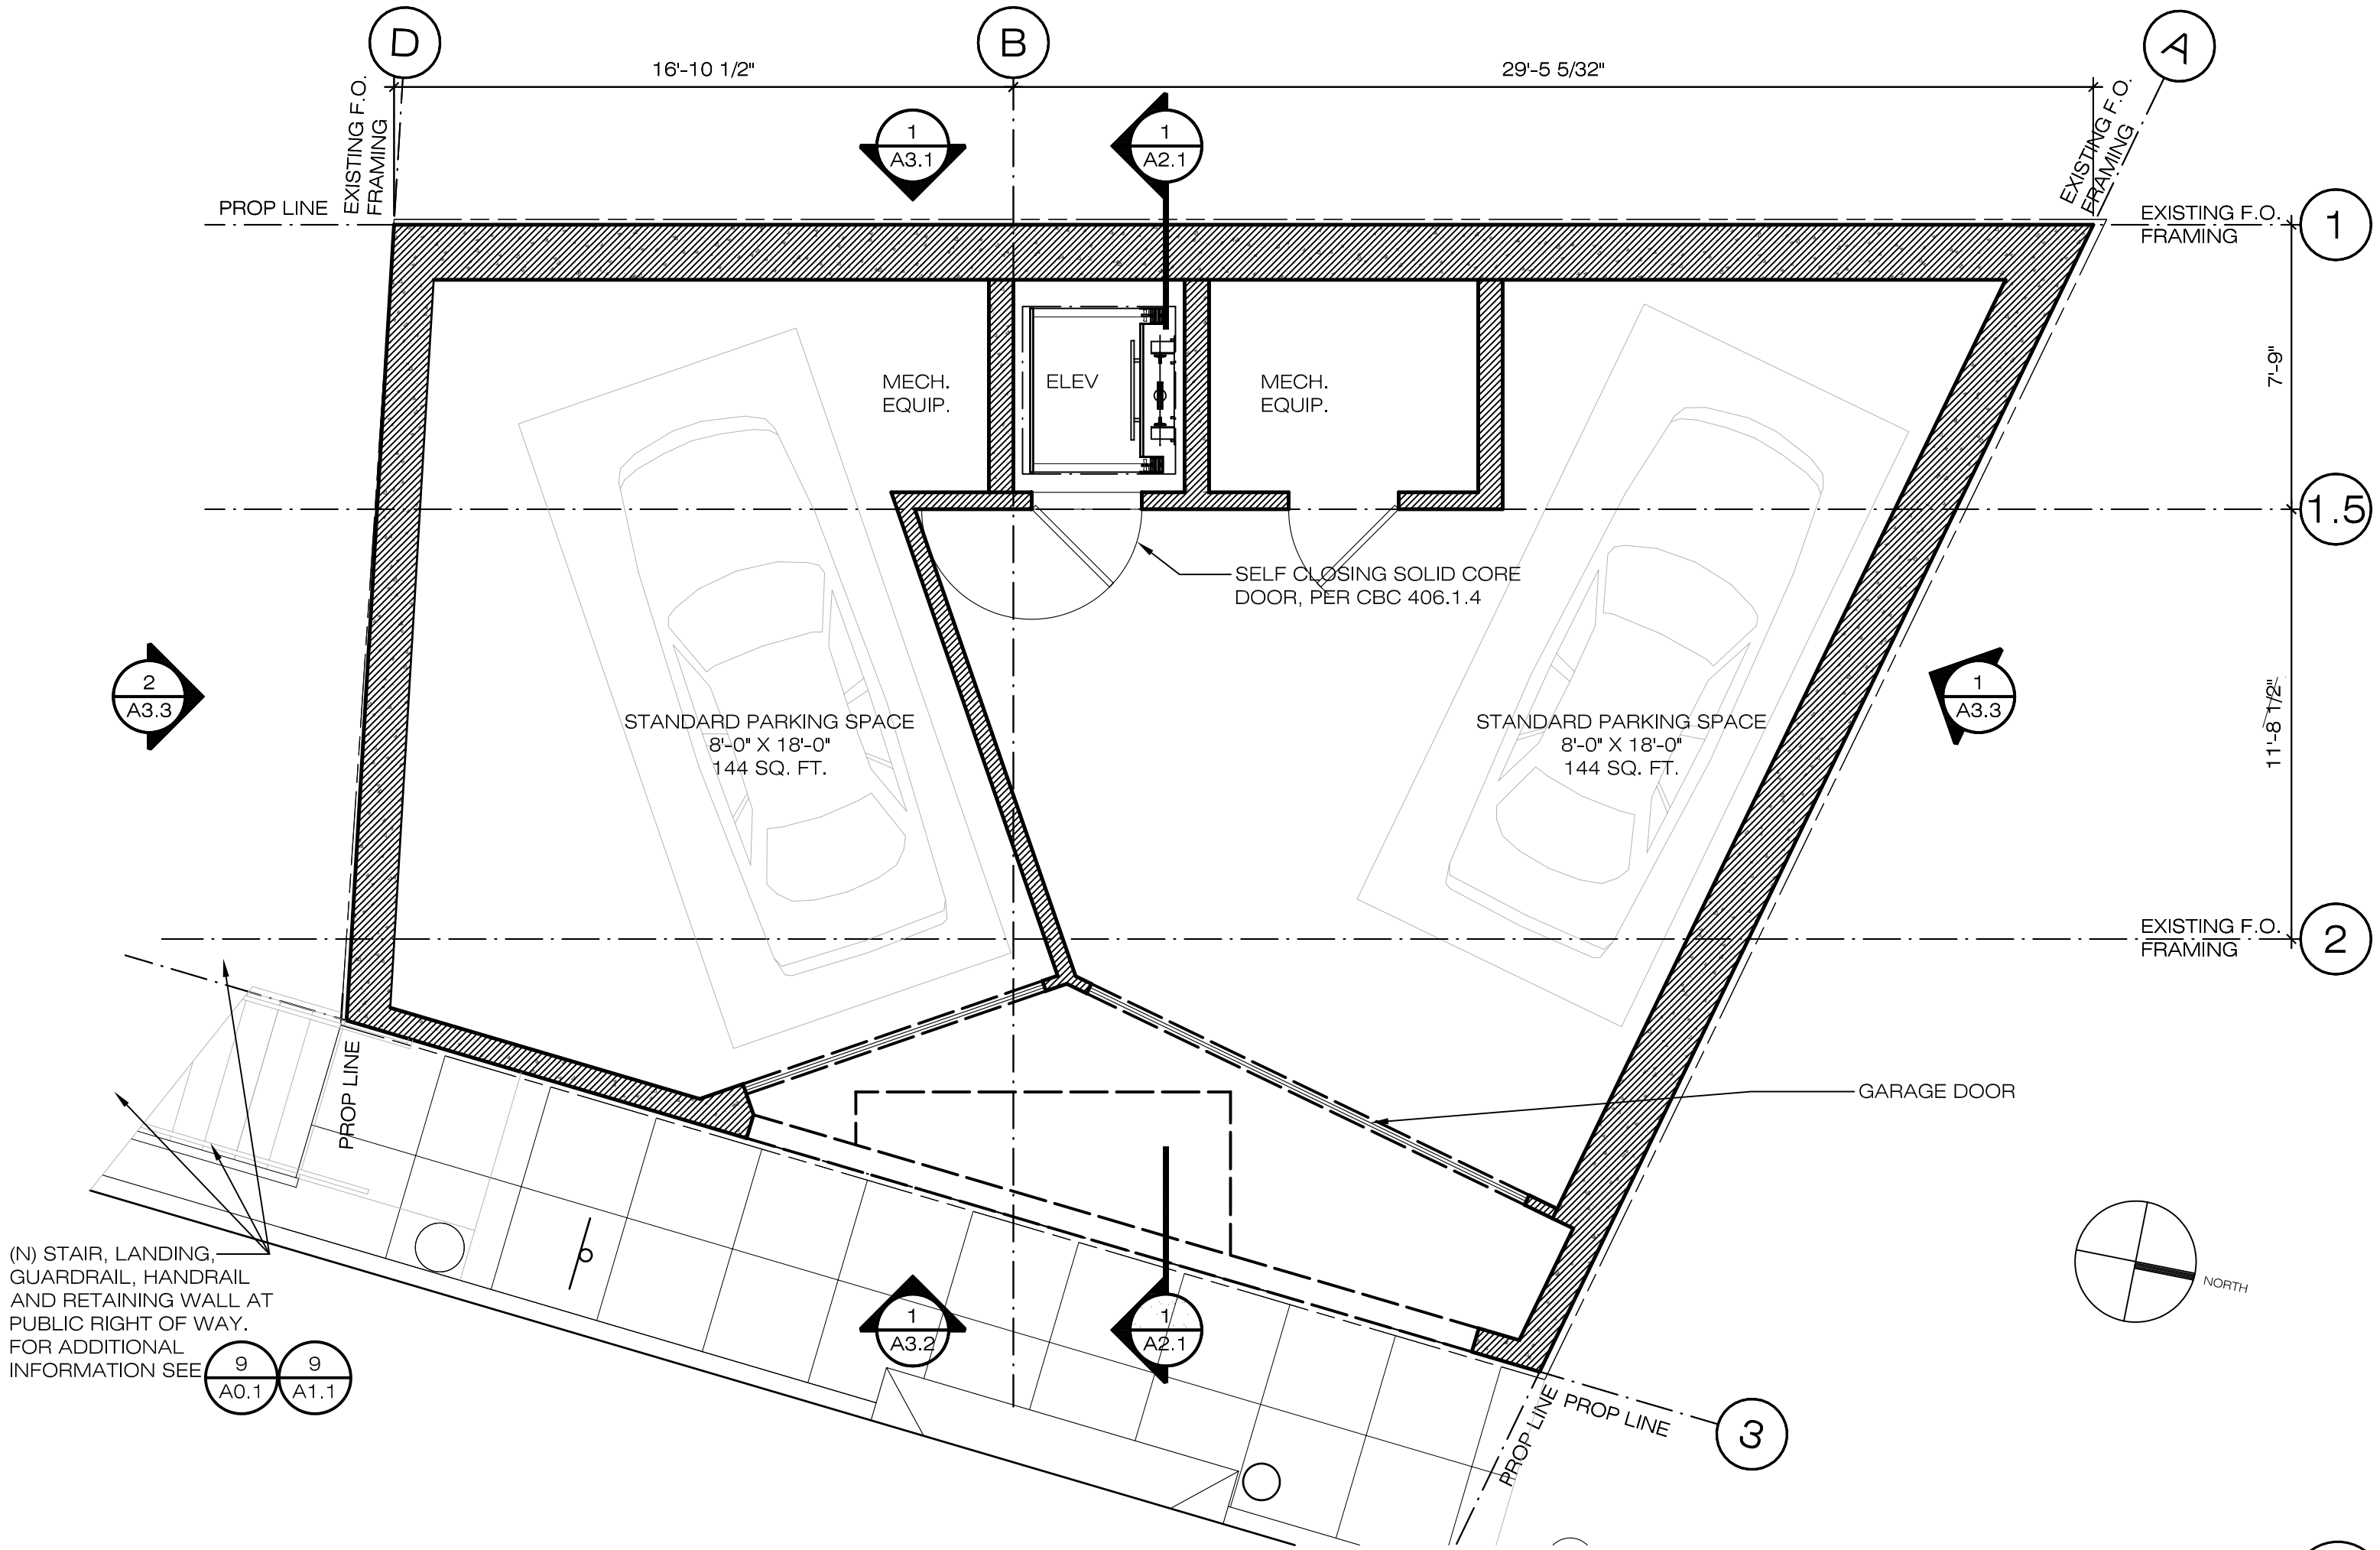 D
B
A
16'-10 1/2"
29'-5 5/32"
EXISTING F.O.
FRAMING
EXISTING F.O.
FRAMING
1
A3.1
1
A2.1
PROP LINE
EXISTING F.O.
FRAMING
1
7'-9"
MECH.
EQUIP.
ELEV
MECH.
EQUIP.
1.5
SELF CLOSING SOLID CORE
DOOR, PER CBC 406.1.4
2
A3.3
1
A3.3
STANDARD PARKING SPACE
8'-0" X 18'-0"
144 SQ. FT.
STANDARD PARKING SPACE
8'-0" X 18'-0"
144 SQ. FT.
11'-8 1/2"
EXISTING F.O.
FRAMING
2
PROP LINE
GARAGE DOOR
(N) STAIR, LANDING,
GUARDRAIL, HANDRAIL
AND RETAINING WALL AT
PUBLIC RIGHT OF WAY.
FOR ADDITIONAL
INFORMATION SEE
9
A0.1
9
A1.1
1
A3.2
1
A2.1
NORTH
PROP LINE
PROP LINE
3